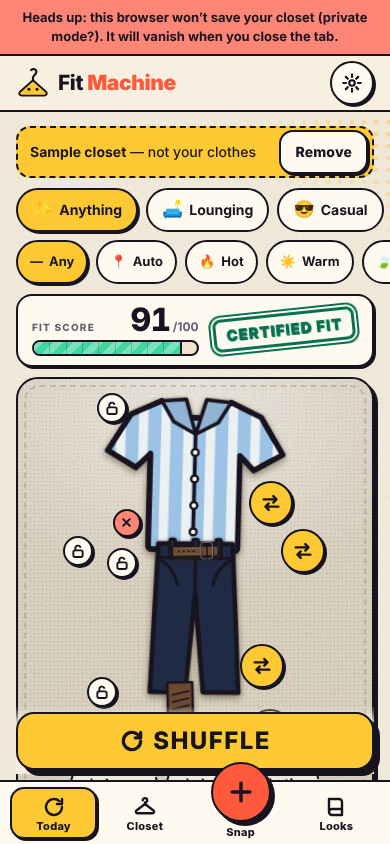 Heads up: this browser won’t save your closet (private
mode?). It will vanish when you close the tab.
Fit Machine
Sample closet — not your clothes
Remove
Anything
Lounging
Casual
— Any
Auto
Hot
Warm
FIT SCORE
91/100
CERTIFIED FIT
SHUFFLE
Today
Closet
Snap
Looks